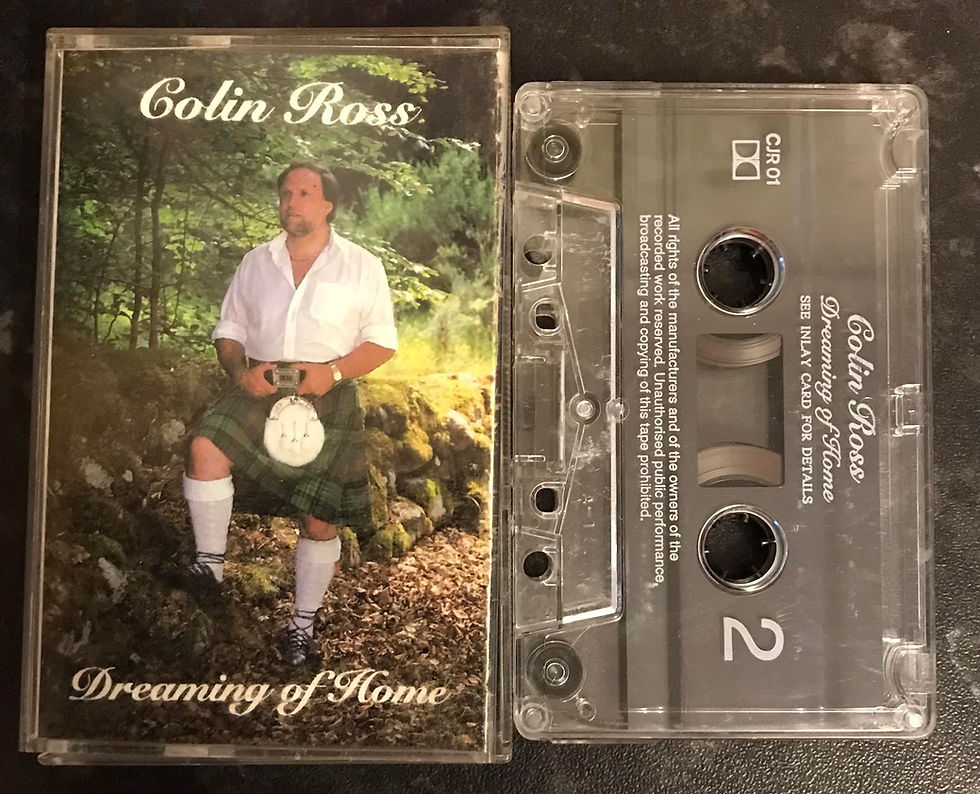 Colin Ross
Dreaming of Home
CJR 01
Colin Ross
Dreaming of Home
SEE INLAY CARD FOR DETAILS
All rights of the manufacturers and of the owners of the
recorded work reserved. Unauthorised public performance,
broadcasting and copying of this tape prohibited.
2